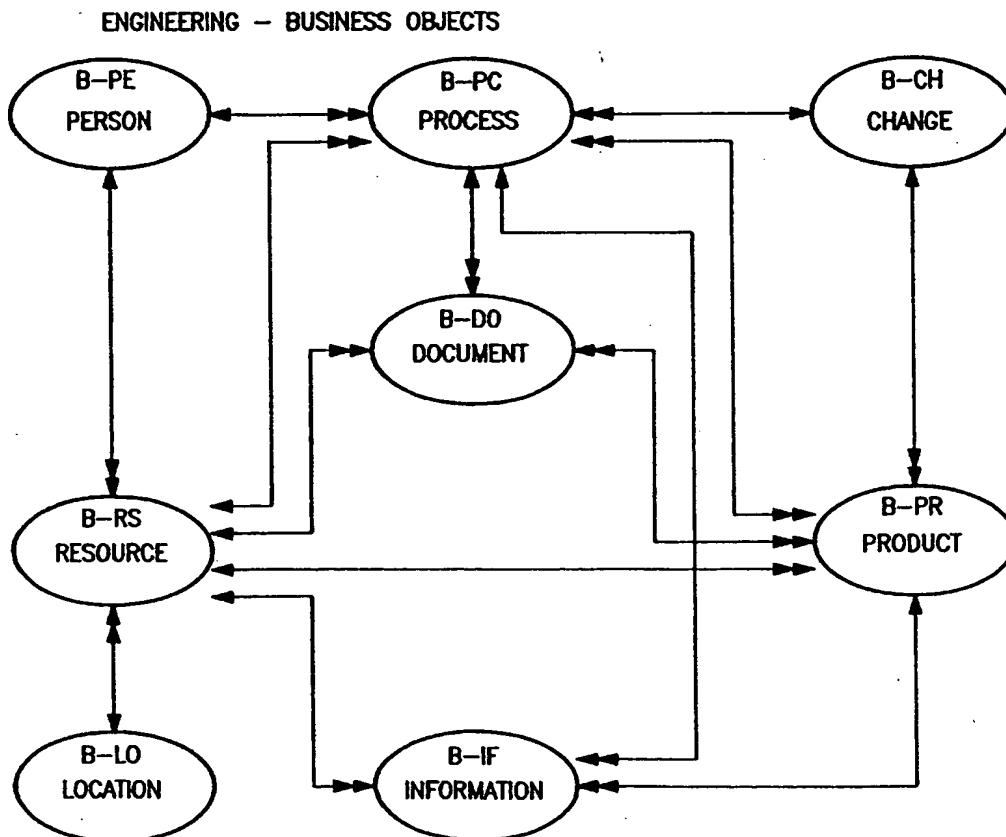 ENGINEERING – BUSINESS OBJECTS
B–PE
PERSON
B–PC
PROCESS
B–CH
CHANGE
B–DO
DOCUMENT
B–RS
RESOURCE
B–PR
PRODUCT
B–LO
LOCATION
B–IF
INFORMATION